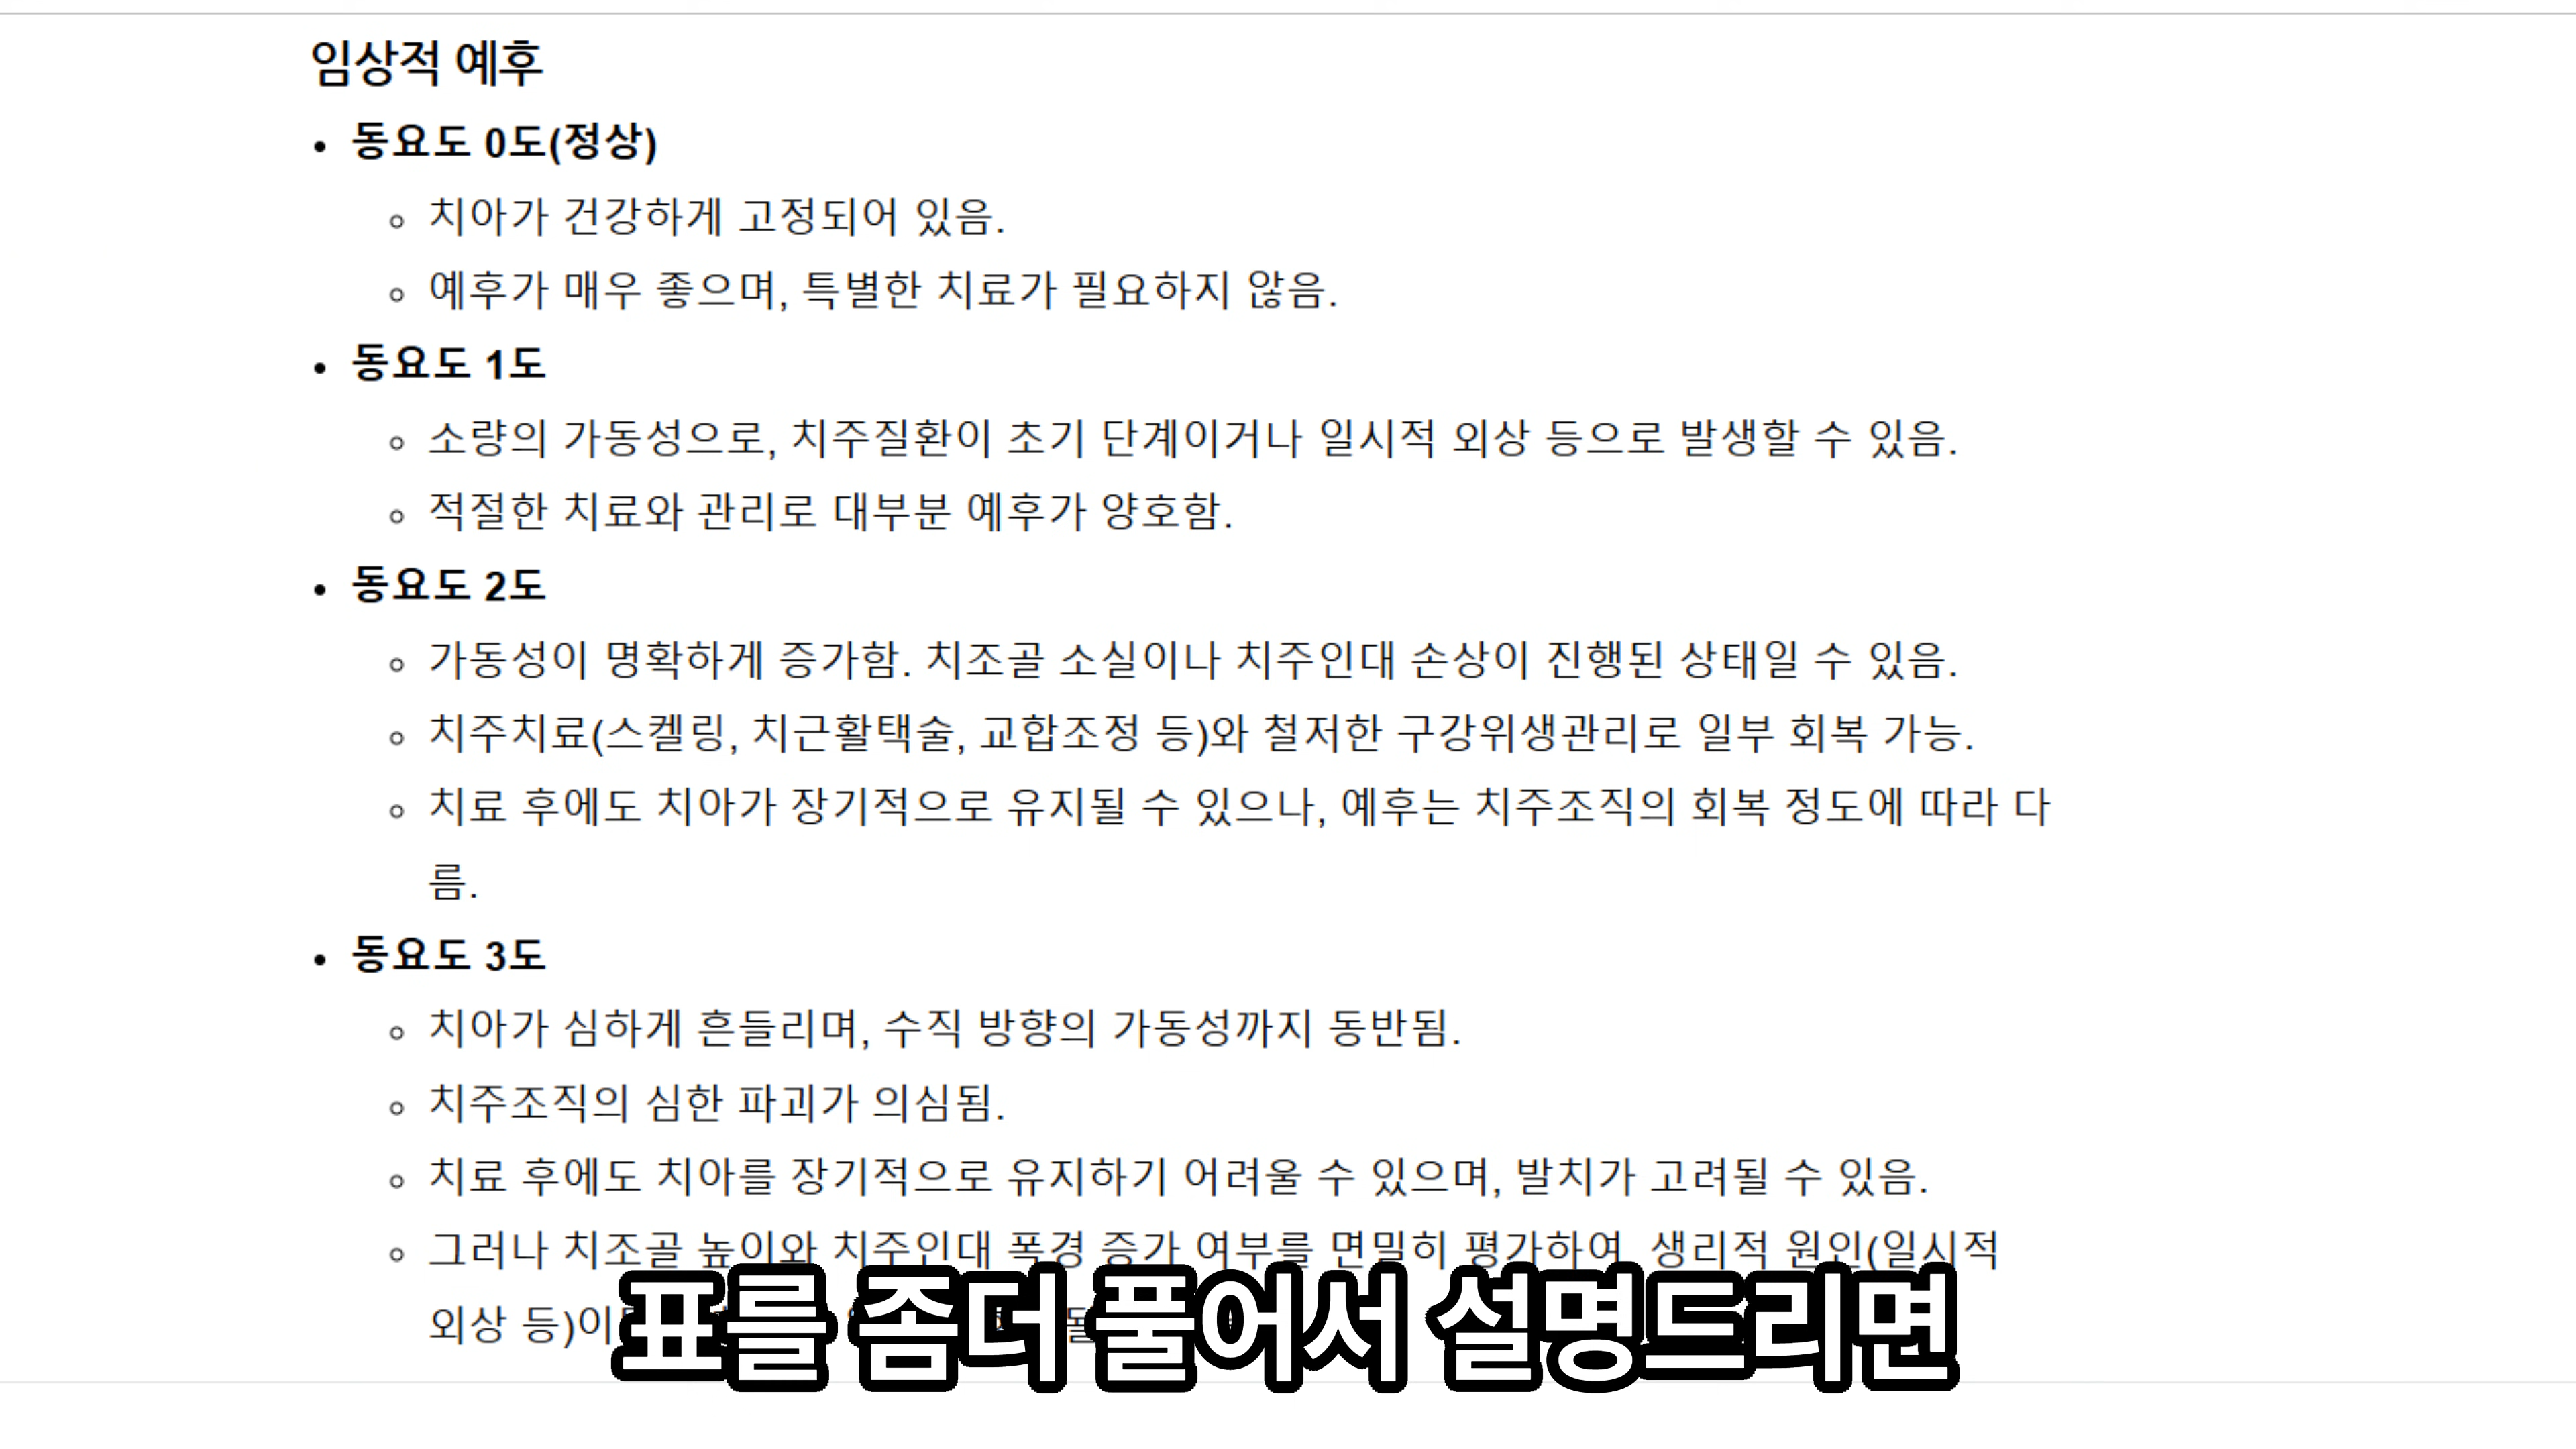 임상적 예후
• 동요도 0도(정상)
◦ 치아가 건강하게 고정되어 있음.
◦ 예후가 매우 좋으며, 특별한 치료가 필요하지 않음.
• 동요도 1도
◦ 소량의 가동성으로, 치주질환이 초기 단계이거나 일시적 외상 등으로 발생할 수 있음.
◦ 적절한 치료와 관리로 대부분 예후가 양호함.
• 동요도 2도
◦ 가동성이 명확하게 증가함. 치조골 소실이나 치주인대 손상이 진행된 상태일 수 있음.
◦ 치주치료(스켈링, 치근활택술, 교합조정 등)와 철저한 구강위생관리로 일부 회복 가능.
◦ 치료 후에도 치아가 장기적으로 유지될 수 있으나, 예후는 치주조직의 회복 정도에 따라 다
름.
• 동요도 3도
◦ 치아가 심하게 흔들리며, 수직 방향의 가동성까지 동반됨.
◦ 치주조직의 심한 파괴가 의심됨.
◦ 치료 후에도 치아를 장기적으로 유지하기 어려울 수 있으며, 발치가 고려될 수 있음.
◦ 그러나 치조골 높이와 치주인대 폭경 증가 여부를 면밀히 평가하여, 생리적 원인(일시적
외상 등)이
표를 좀더 풀어서 설명드리면